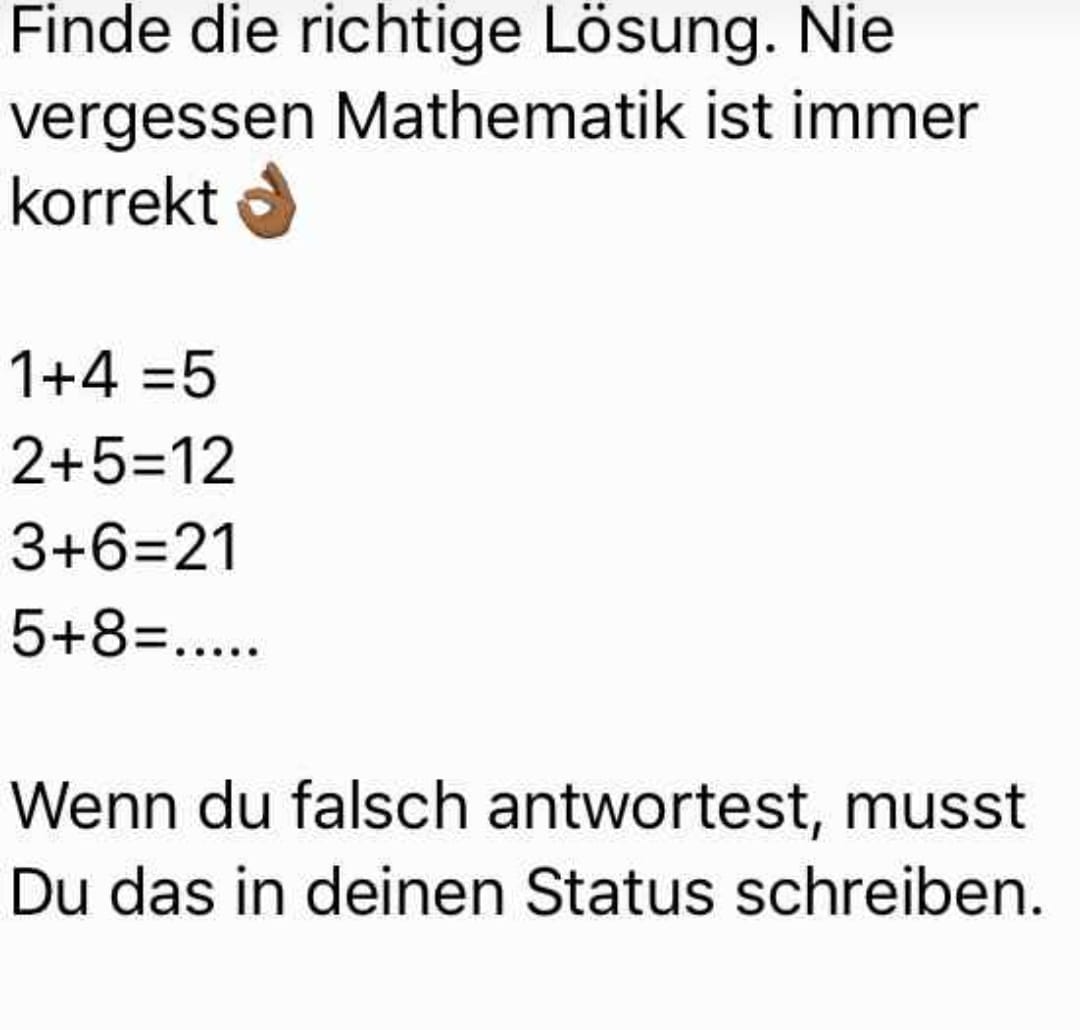 Finde die richtige Lösung. Nie
vergessen Mathematik ist immer
korrekt 👌🏾
1+4 =5
2+5=12
3+6=21
5+8=.....
Wenn du falsch antwortest, musst
Du das in deinen Status schreiben.